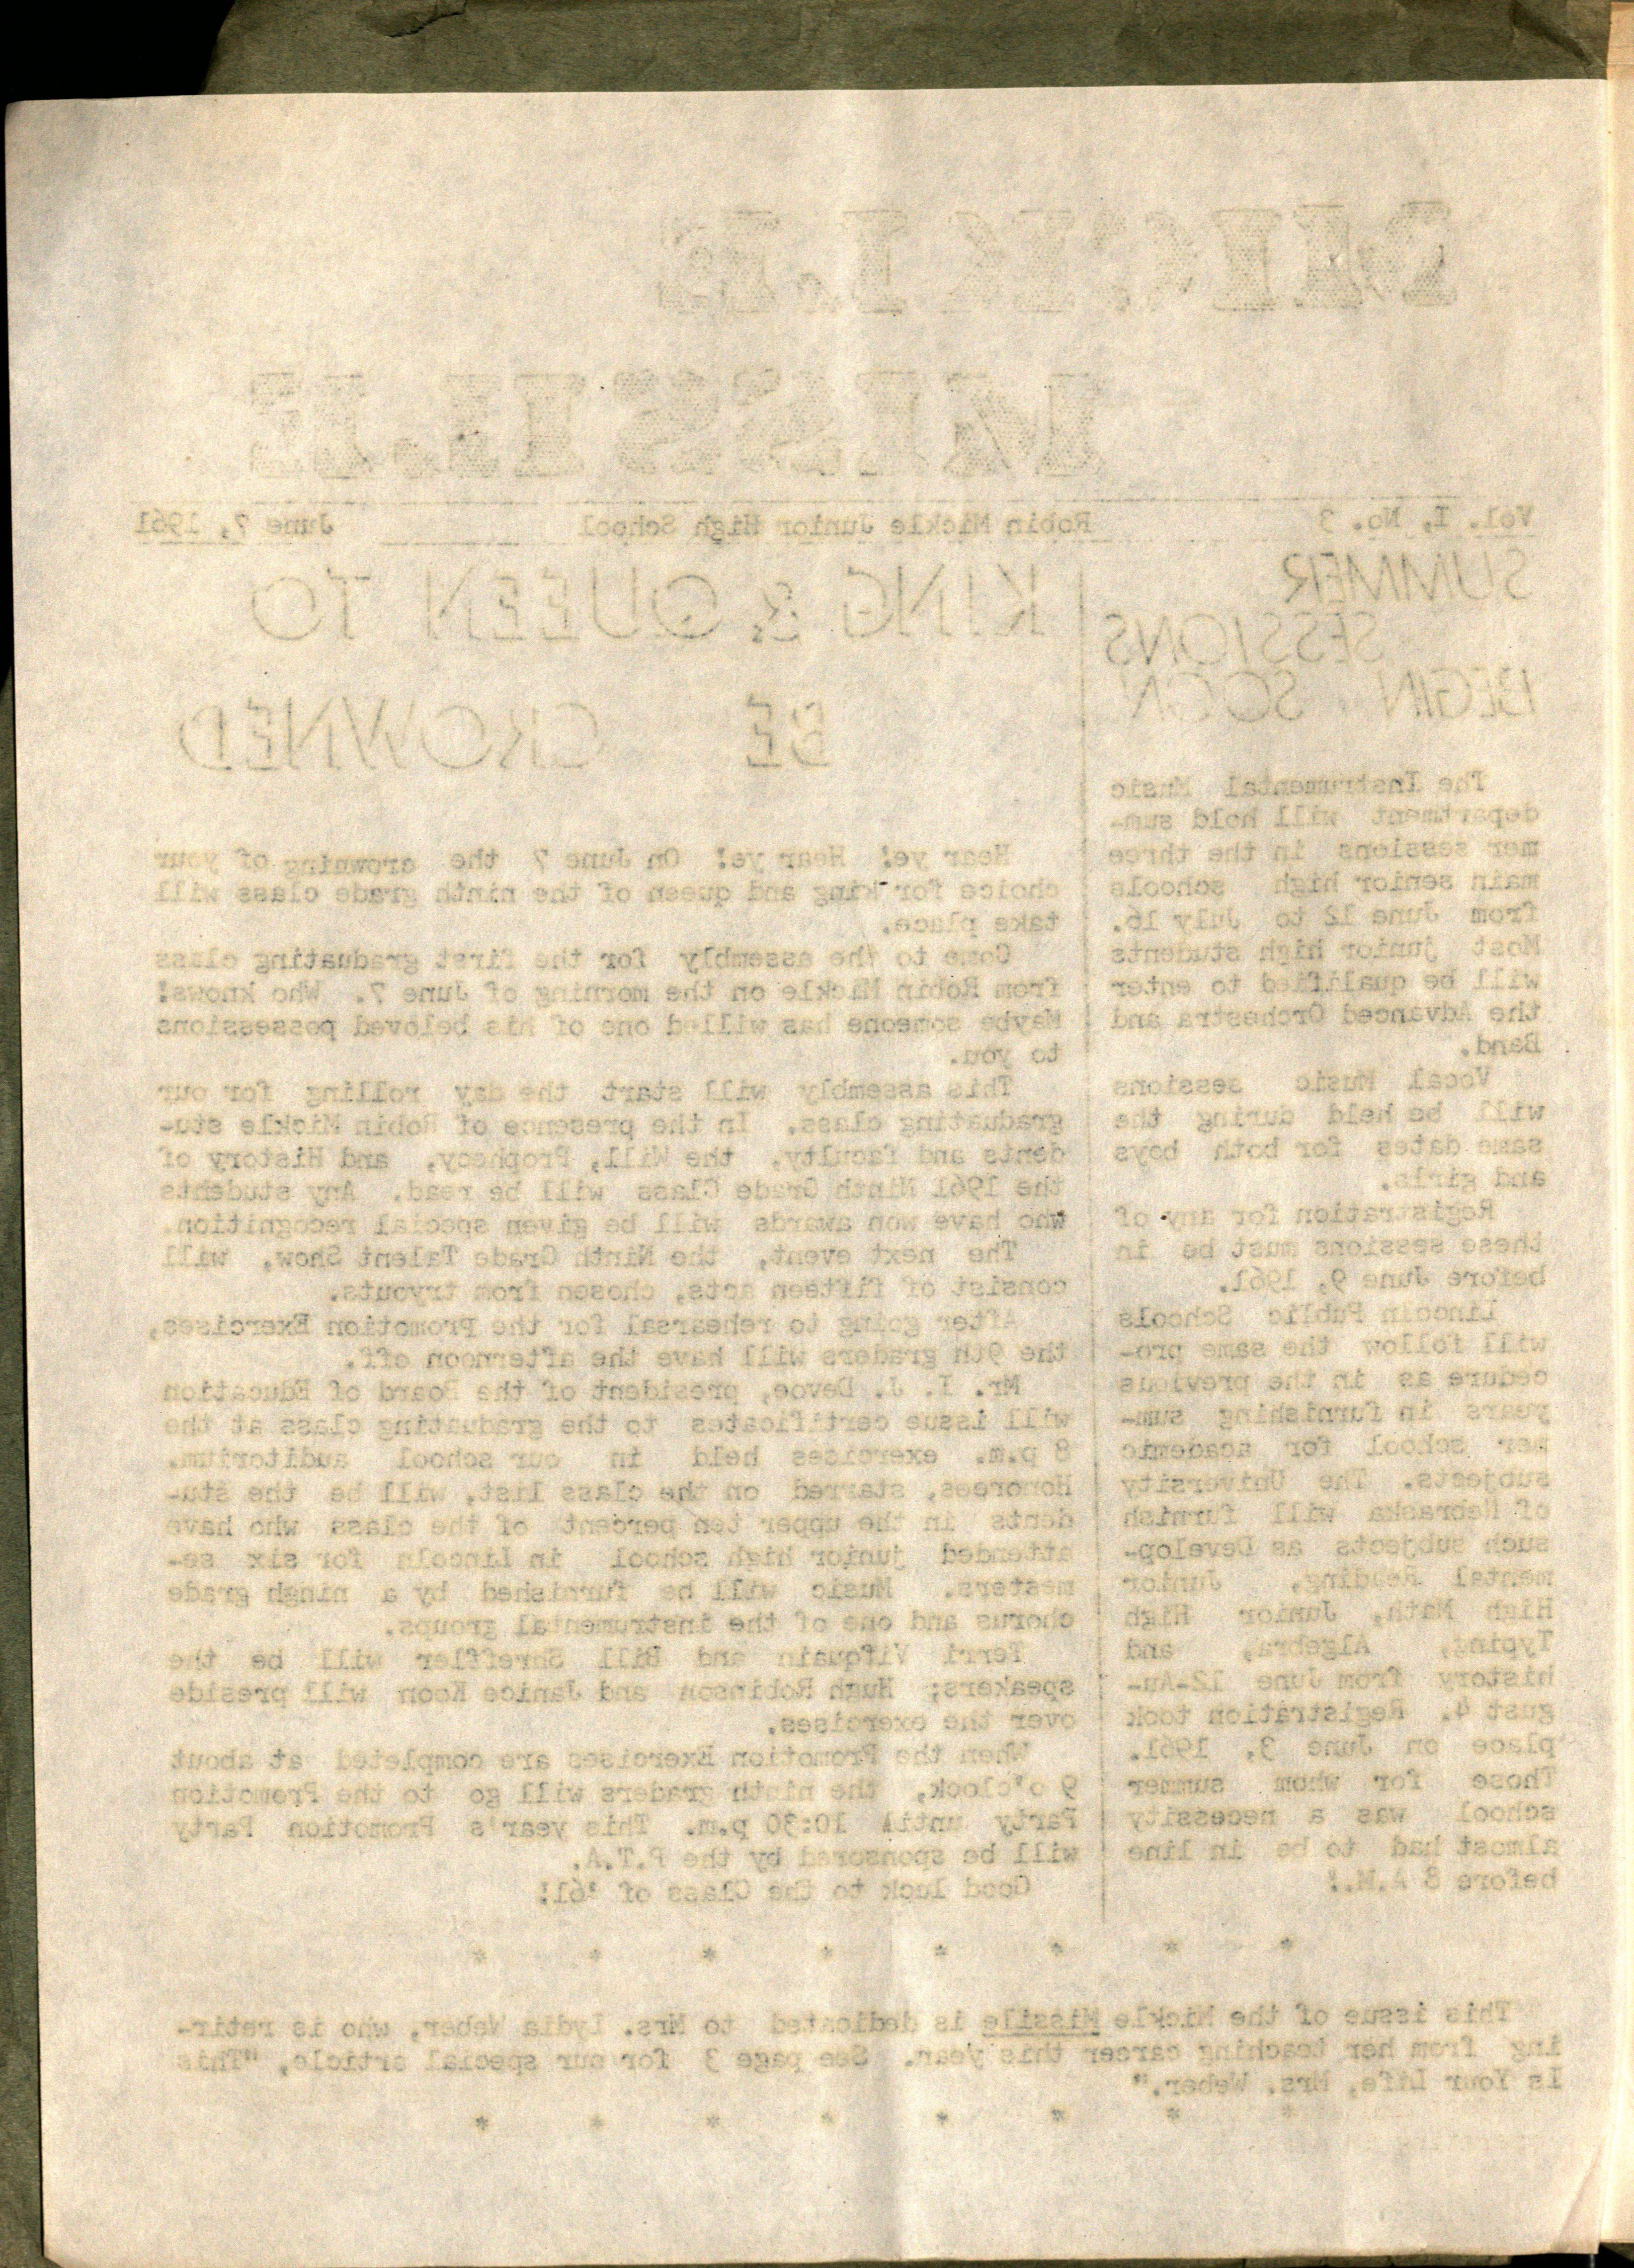 MICKLE
MISSILE
Vol. I, No. 3 Robin Mickle Junior High School June 7, 1961
SUMMER
SESSIONS
BEGIN SOON
The Instrumental Music
department will hold sum-
mer sessions in the three
main senior high schools
from June 12 to July 16.
Most junior high students
will be qualified to enter
the Advanced Orchestra and
Band.
Vocal Music sessions
will be held during the
same dates for both boys
and girls.
Registration for any of
these sessions must be in
before June 9, 1961.
Lincoln Public Schools
will follow the same pro-
cedure as in the previous
years in furnishing sum-
mer school for academic
subjects. The University
of Nebraska will furnish
such subjects as Develop-
mental Reading, Junior
High Math, Junior High
Typing, Algebra, and
history from June 12-Au-
gust 4. Registration took
place on June 3, 1961.
Those for whom summer
school was a necessity
almost had to be in line
before 8 A.M.!
KING & QUEEN TO
BE CROWNED
Hear ye! Hear ye! On June 7 the crowning of your
choice for king and queen of the ninth grade class will
take place.
Come to the assembly for the first graduating class
from Robin Mickle on the morning of June 7. Who knows!
Maybe someone has willed one of his beloved possessions
to you.
This assembly will start the day rolling for our
graduating class. In the presence of Robin Mickle stu-
dents and faculty, the Will, Prophecy, and History of
the 1961 Ninth Grade Class will be read. Any students
who have won awards will be given special recognition.
The next event, the Ninth Grade Talent Show, will
consist of fifteen acts, chosen from tryouts.
After going to rehearsal for the Promotion Exercises,
the 9th graders will have the afternoon off.
Mr. I. J. Devoe, president of the Board of Education
will issue certificates to the graduating class at the
8 p.m. exercises held in our school auditorium.
Honorees, starred on the class list, will be the stu-
dents in the upper ten percent of the class who have
attended junior high school in Lincoln for six se-
mesters. Music will be furnished by a ningh grade
chorus and one of the instrumental groups.
Terri Vifquain and Bill Shreffler will be the
speakers; Hugh Robinson and Janice Koon will preside
over the exercises.
When the Promotion Exercises are completed at about
9 o'clock, the ninth graders will go to the Promotion
Party until 10:30 p.m. This year's Promotion Party
will be sponsored by the P.T.A.
Good luck to the Class of '61!
* * * * * * * *
This issue of the Mickle Missile is dedicated to Mrs. Lydia Weber, who is retir-
ing from her teaching career this year. See page 3 for our special article, "This
Is Your Life, Mrs. Weber."
* * * * * * * *